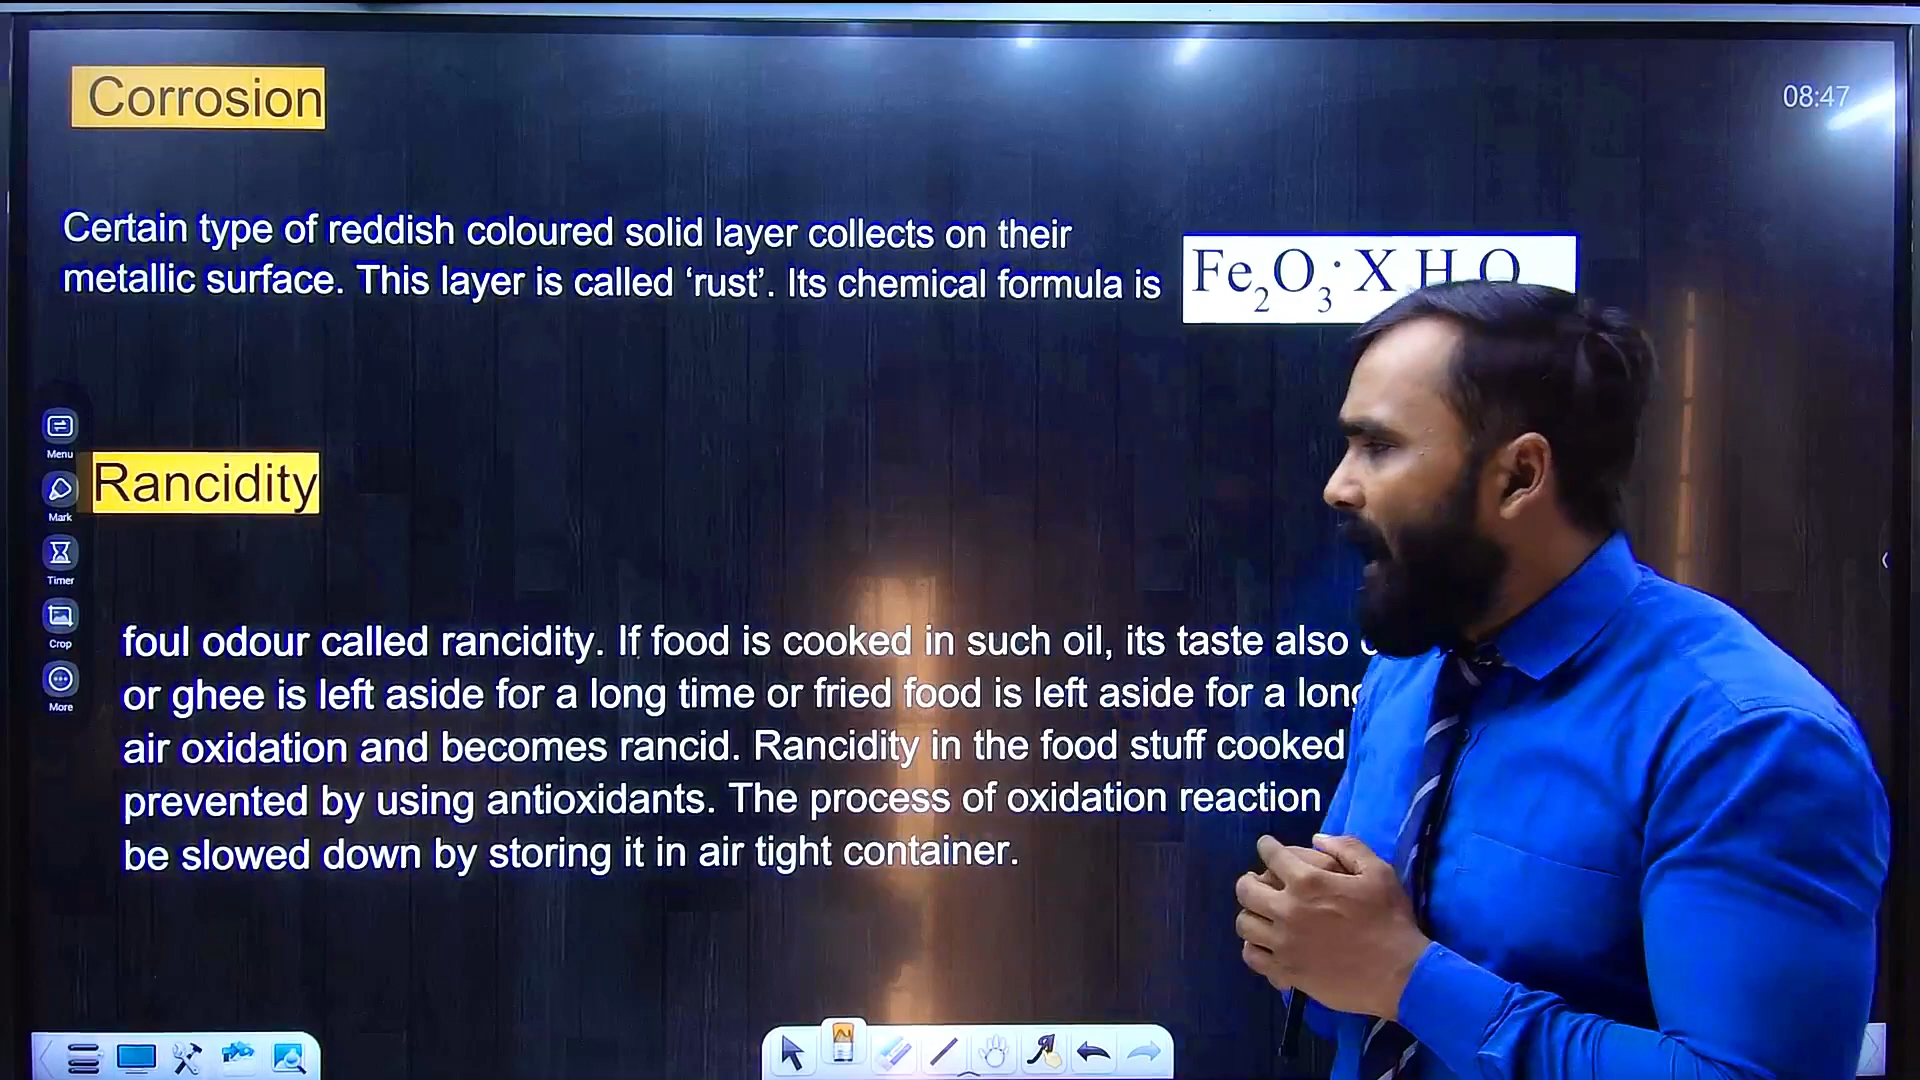 Corrosion
08:47
Certain type of reddish coloured solid layer collects on their
metallic surface. This layer is called ‘rust’. Its chemical formula is
Fe₂O₃·X H₂O
Menu
Rancidity
Mark
Timer
foul odour called rancidity. If food is cooked in such oil, its taste also
Crop
or ghee is left aside for a long time or fried food is left aside for a long
More
air oxidation and becomes rancid. Rancidity in the food stuff cooked
prevented by using antioxidants. The process of oxidation reaction
be slowed down by storing it in air tight container.